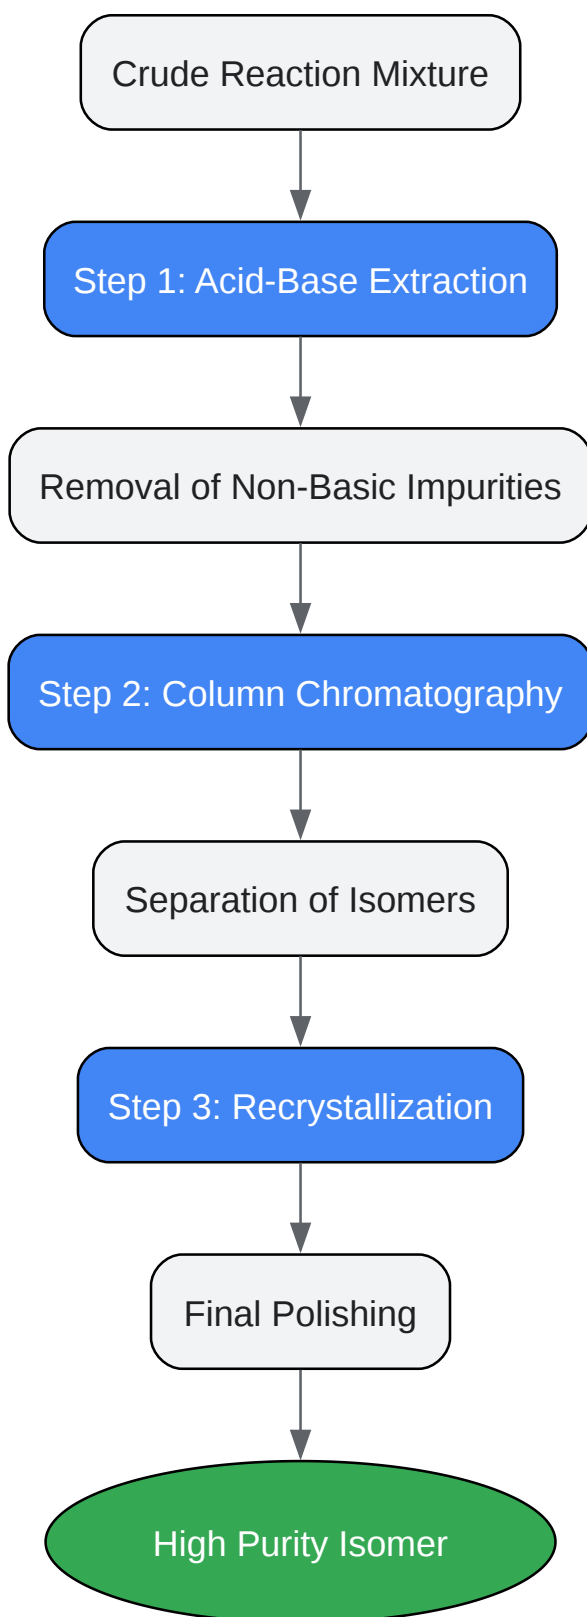 Crude Reaction Mixture
Step 1: Acid-Base Extraction
Removal of Non-Basic Impurities
Step 2: Column Chromatography
Separation of Isomers
Step 3: Recrystallization
Final Polishing
High Purity Isomer